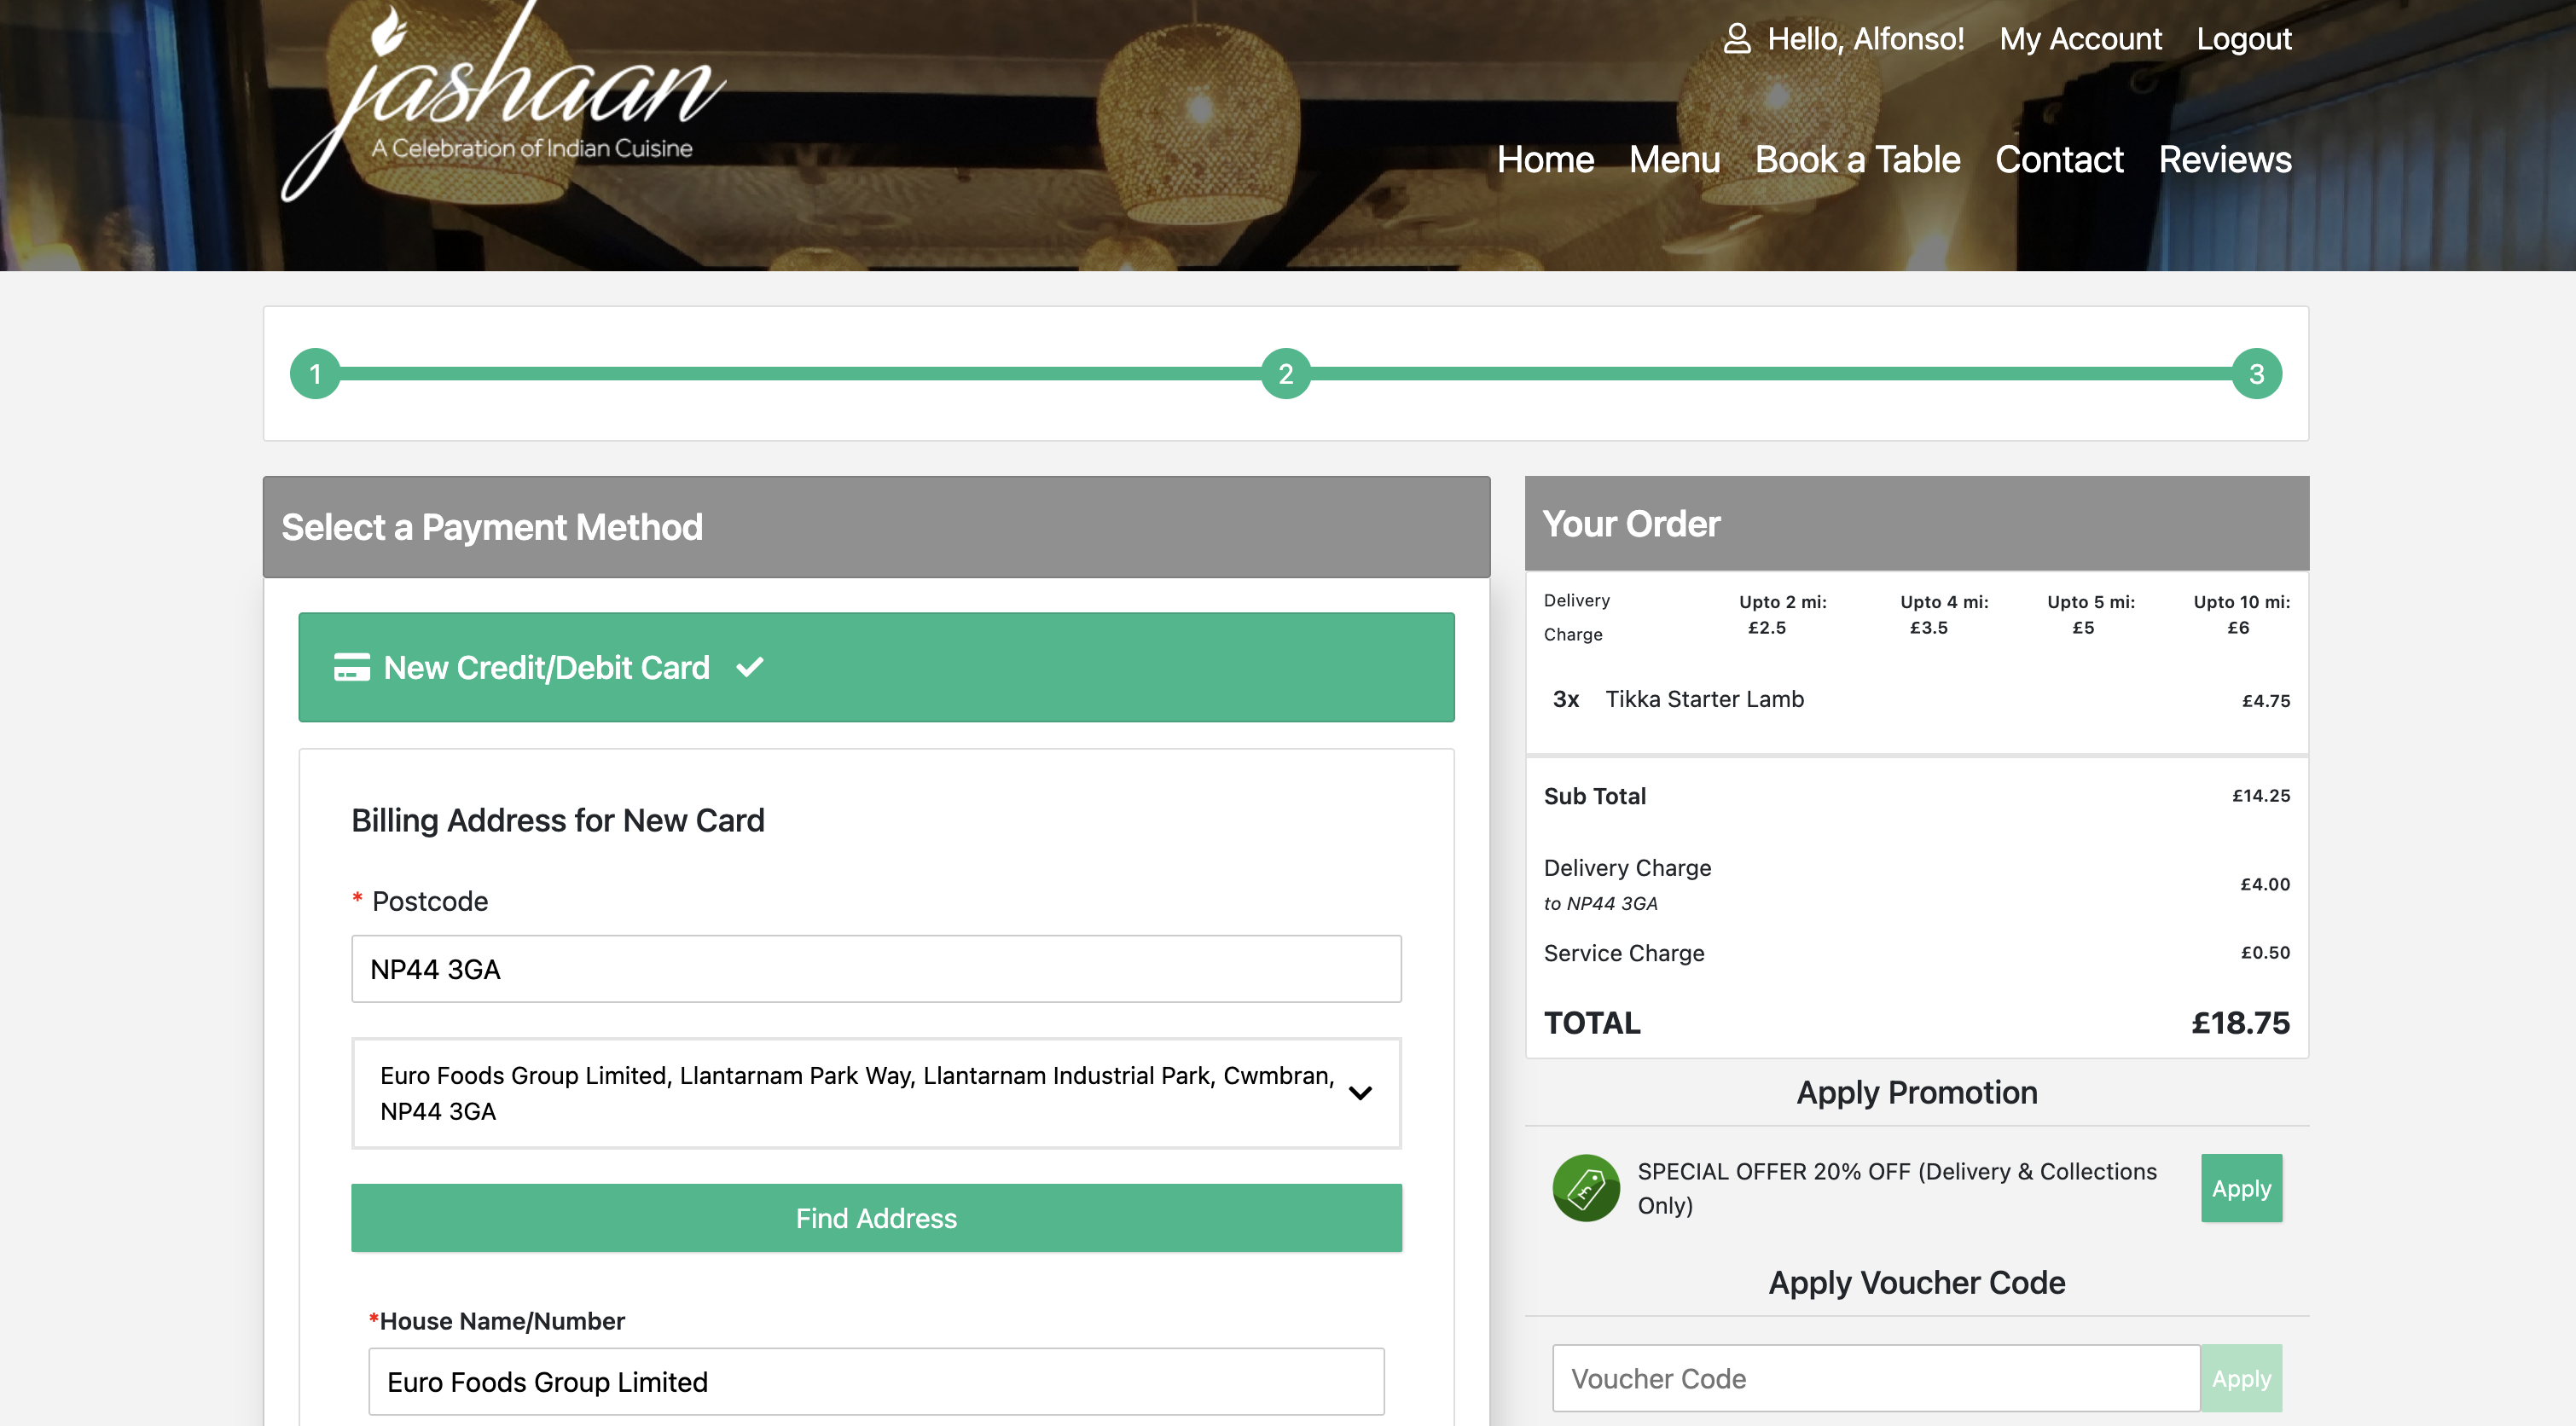 jashaan
A Celebration of Indian Cuisine
Hello, Alfonso! My Account Logout
Home Menu Book a Table Contact Reviews
1 2 3
Select a Payment Method
New Credit/Debit Card
Billing Address for New Card
* Postcode
NP44 3GA
Euro Foods Group Limited, Llantarnam Park Way, Llantarnam Industrial Park, Cwmbran,
NP44 3GA
Find Address
*House Name/Number
Euro Foods Group Limited
Your Order
Delivery Upto 2 mi: Upto 4 mi: Upto 5 mi: Upto 10 mi:
Charge £2.5 £3.5 £5 £6
3x Tikka Starter Lamb £4.75
Sub Total £14.25
Delivery Charge £4.00
to NP44 3GA
Service Charge £0.50
TOTAL £18.75
Apply Promotion
SPECIAL OFFER 20% OFF (Delivery & Collections
Only)
Apply
Apply Voucher Code
Voucher Code Apply